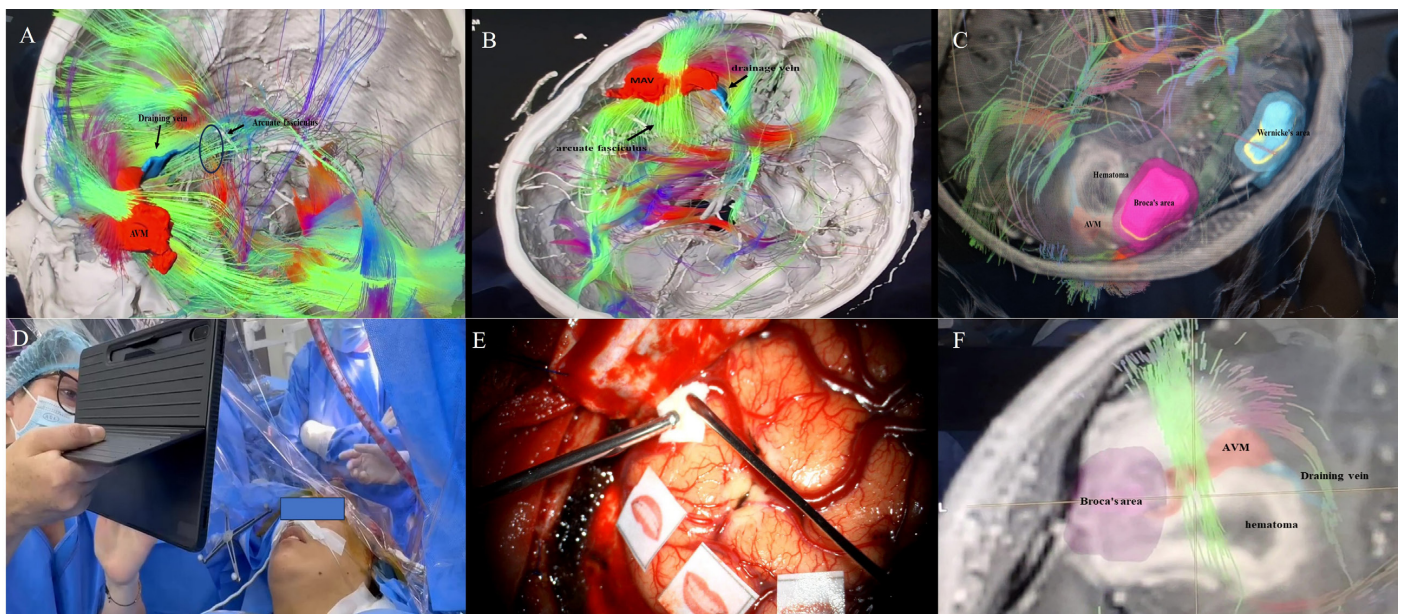 A
Draining vein
Arcuate fasciculus
AVM
B
MAV
drainage vein
arcuate fasciculus
C
Wernicke's area
Hematoma
Broca's area
AVM
D
E
F
AVM
Draining vein
Broca's area
hematoma
L